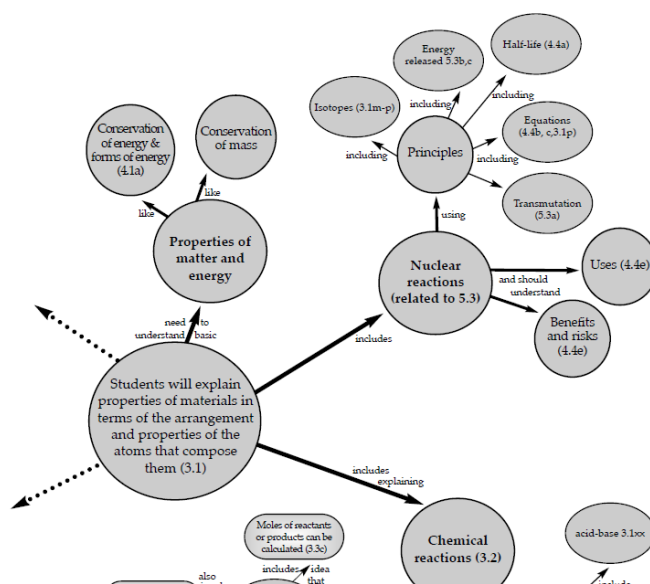 Energy
released 5.3b,c
Half-life (4.4a)
including
Isotopes (3.1m-p)
including
Equations
(4.4b, c,3.1p)
Principles
including
including
Transmutation
(5.3a)
using
Conservation
of energy &
forms of energy
(4.1a)
Conservation
of mass
like
like
Properties of
matter and
energy
Nuclear
reactions
(related to 5.3)
and should
understand
Uses (4.4e)
Benefits
and risks
(4.4e)
need to
understand basic
includes
Students will explain
properties of materials in
terms of the arrangement
and properties of the
atoms that compose
them (3.1)
includes
explaining
Chemical
reactions (3.2)
Moles of reactants
or products can be
calculated (3.3c)
includes idea
that
also
acid-base 3.1xx
include